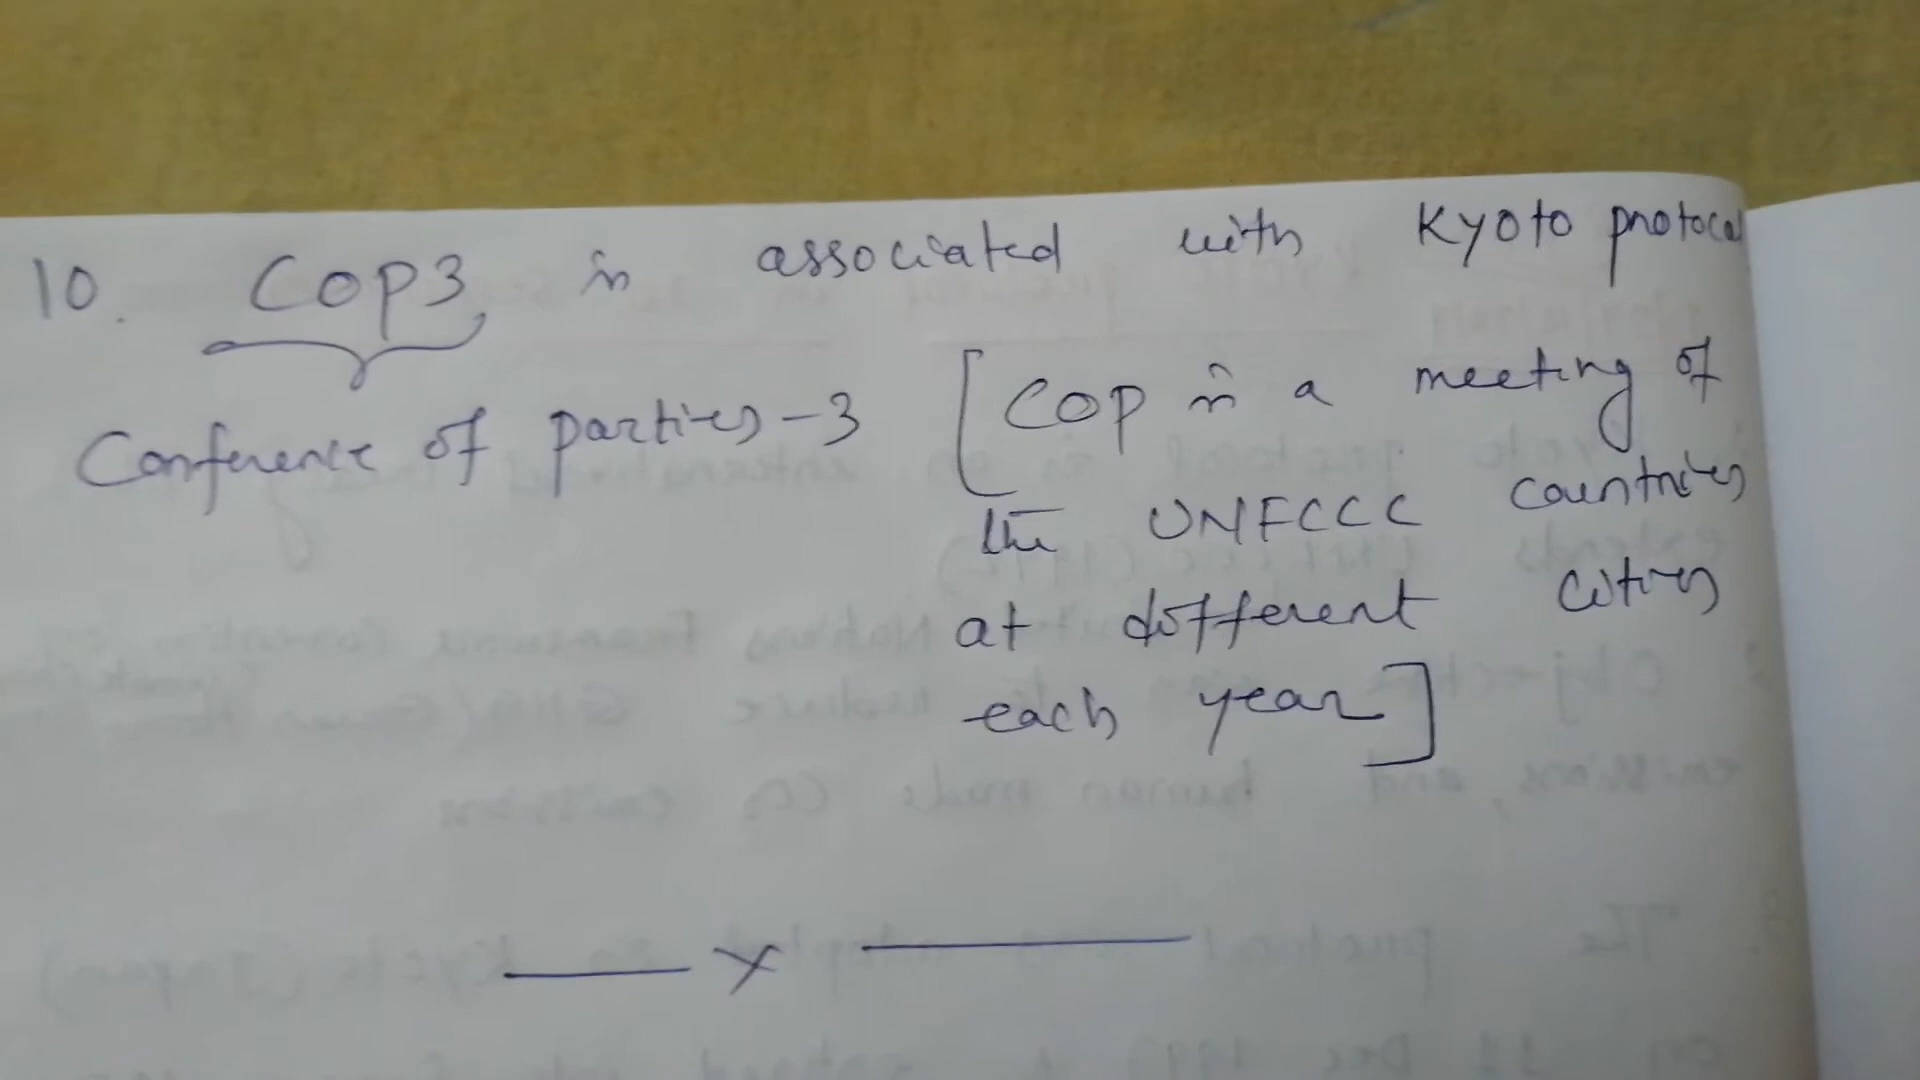 10. COP3 is associated with Kyoto protocol
Conference of parties-3 [COP is a meeting of
the UNFCCC countries
at different cities
each year]
x